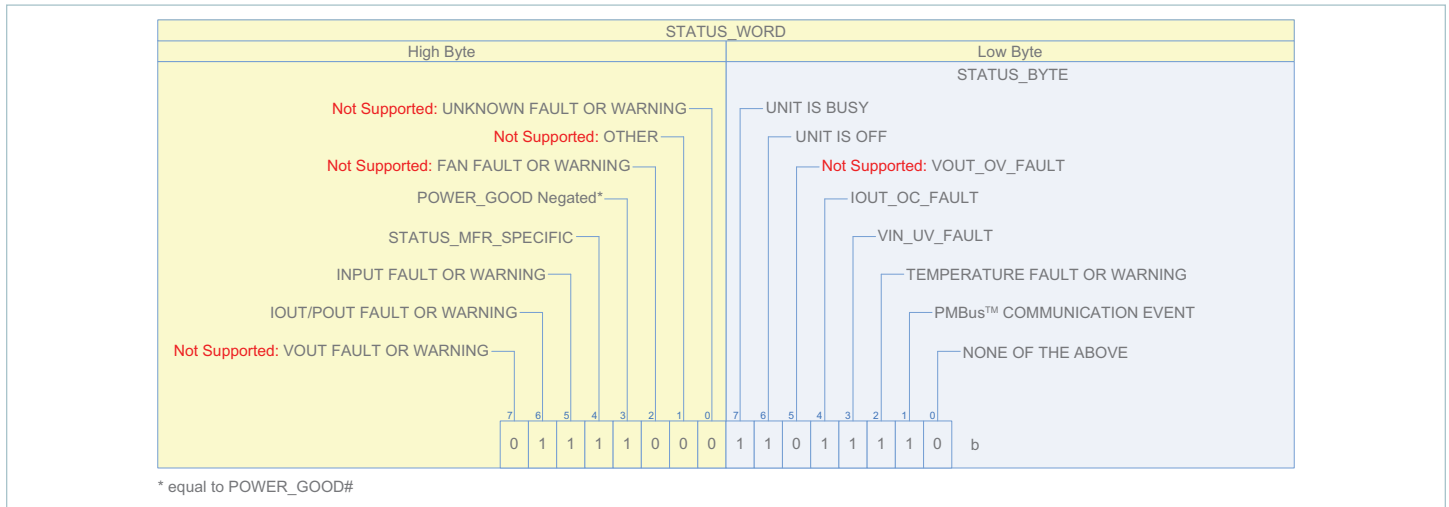 STATUS_WORD
High Byte
Low Byte
STATUS_BYTE
Not Supported: UNKNOWN FAULT OR WARNING
Not Supported: OTHER
Not Supported: FAN FAULT OR WARNING
POWER_GOOD Negated*
STATUS_MFR_SPECIFIC
INPUT FAULT OR WARNING
IOUT/POUT FAULT OR WARNING
Not Supported: VOUT FAULT OR WARNING
UNIT IS BUSY
UNIT IS OFF
Not Supported: VOUT_OV_FAULT
IOUT_OC_FAULT
VIN_UV_FAULT
TEMPERATURE FAULT OR WARNING
PMBus™ COMMUNICATION EVENT
NONE OF THE ABOVE
7 6 5 4 3 2 1 0 7 6 5 4 3 2 1 0
0 1 1 1 1 0 0 0 1 1 0 1 1 1 1 0 b
* equal to POWER_GOOD#